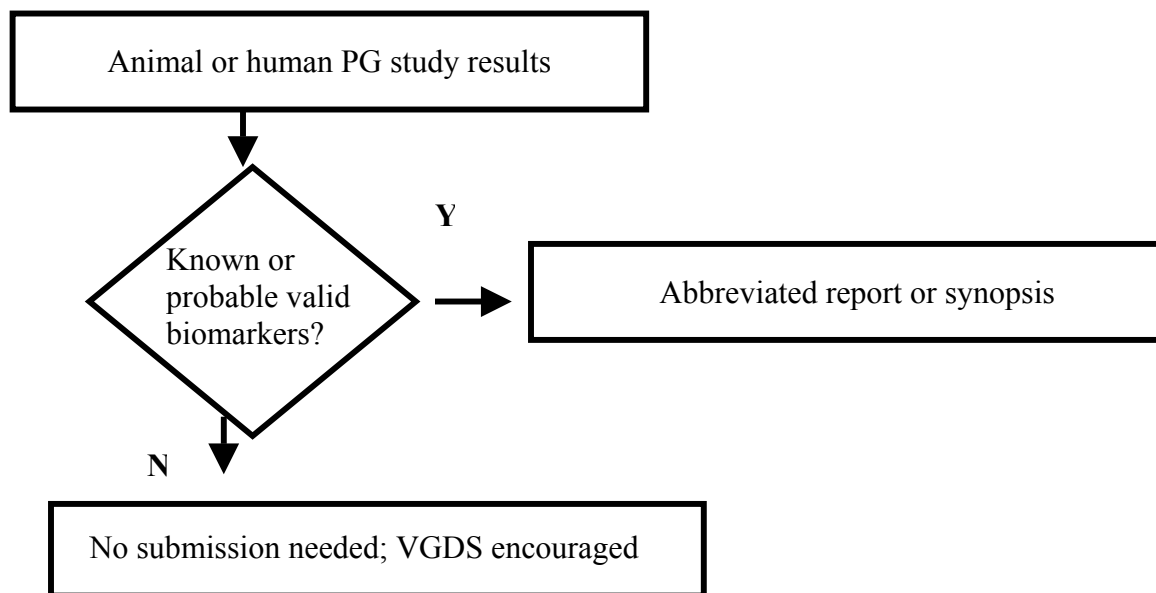 Animal or human PG study results
Y
Known or
probable valid
biomarkers?
Abbreviated report or synopsis
N
No submission needed; VGDS encouraged